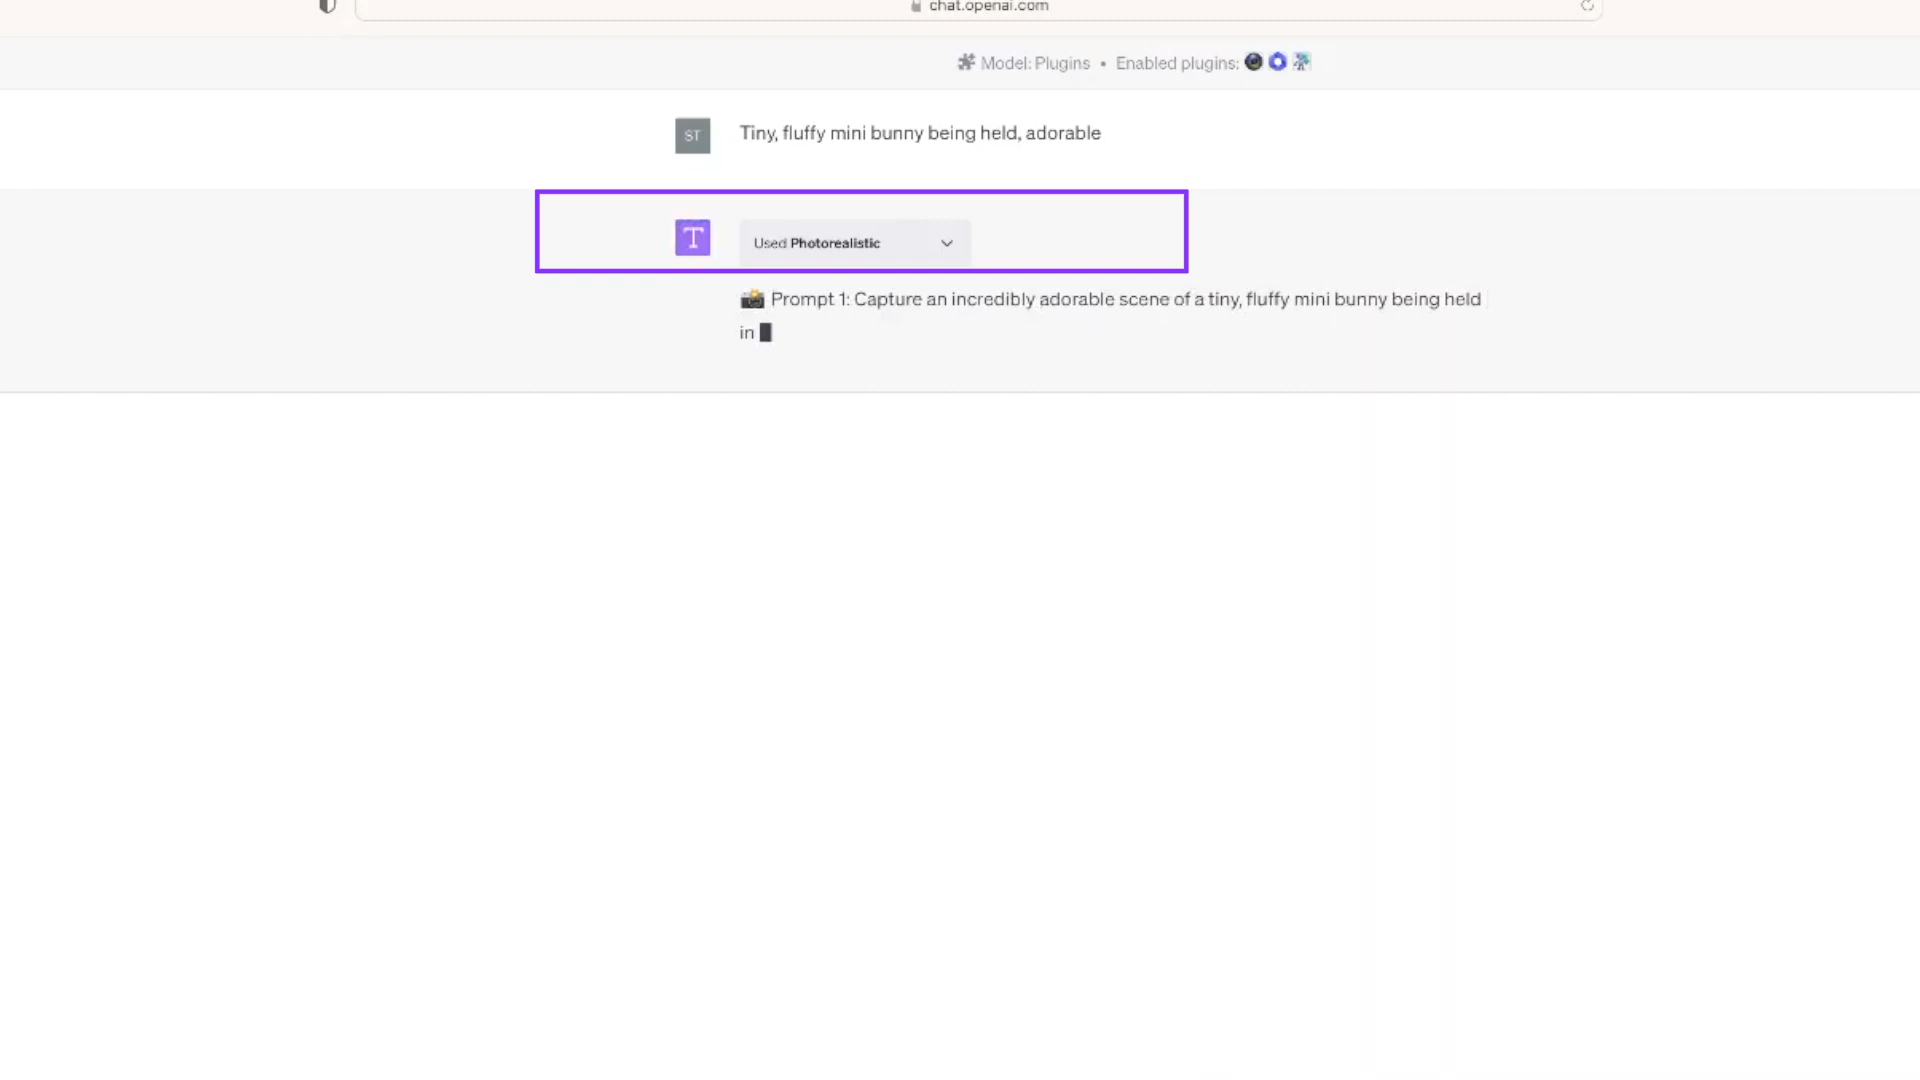 chat.openai.com
Model: Plugins • Enabled plugins:
ST
Tiny, fluffy mini bunny being held, adorable
T
Used Photorealistic
📸 Prompt 1: Capture an incredibly adorable scene of a tiny, fluffy mini bunny being held
in